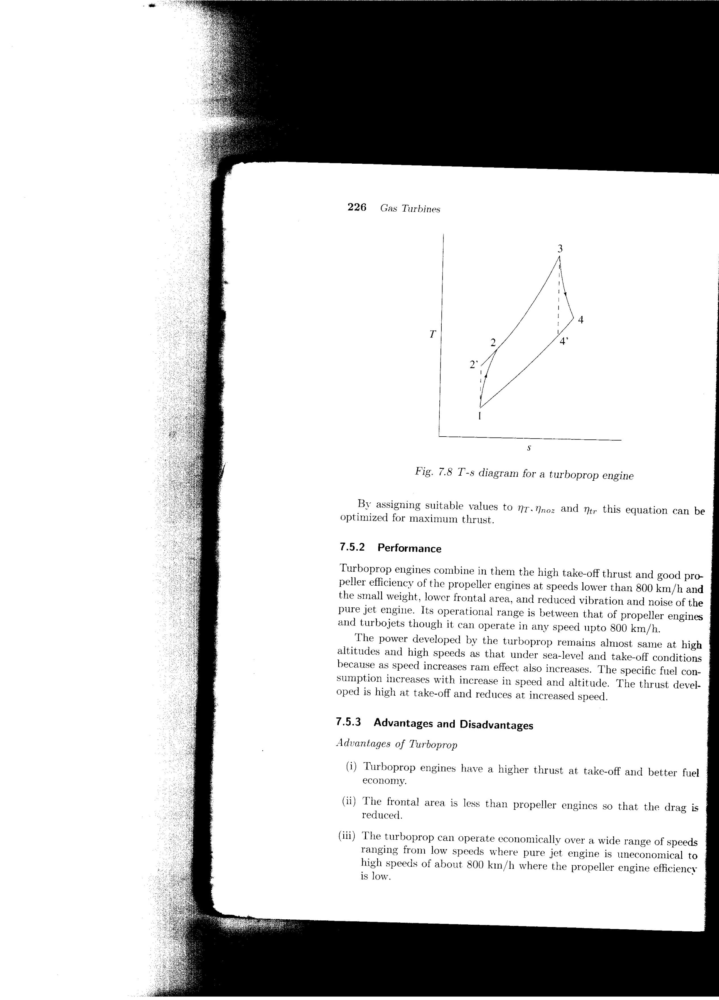 226 Gas Turbines
3
4
T
4'
2
2'
1
s
Fig. 7.8 T-s diagram for a turboprop engine
By assigning suitable values to ηT, ηnoz and ηtr this equation can be
optimized for maximum thrust.
7.5.2 Performance
Turboprop engines combine in them the high take-off thrust and good pro-
peller efficiency of the propeller engines at speeds lower than 800 km/h and
the small weight, lower frontal area, and reduced vibration and noise of the
pure jet engine. Its operational range is between that of propeller engines
and turbojets though it can operate in any speed upto 800 km/h.
The power developed by the turboprop remains almost same at high
altitudes and high speeds as that under sea-level and take-off conditions
because as speed increases ram effect also increases. The specific fuel con-
sumption increases with increase in speed and altitude. The thrust devel-
oped is high at take-off and reduces at increased speed.
7.5.3 Advantages and Disadvantages
Advantages of Turboprop
(i) Turboprop engines have a higher thrust at take-off and better fuel
economy.
(ii) The frontal area is less than propeller engines so that the drag is
reduced.
(iii) The turboprop can operate economically over a wide range of speeds
ranging from low speeds where pure jet engine is uneconomical to
high speeds of about 800 km/h where the propeller engine efficiency
is low.